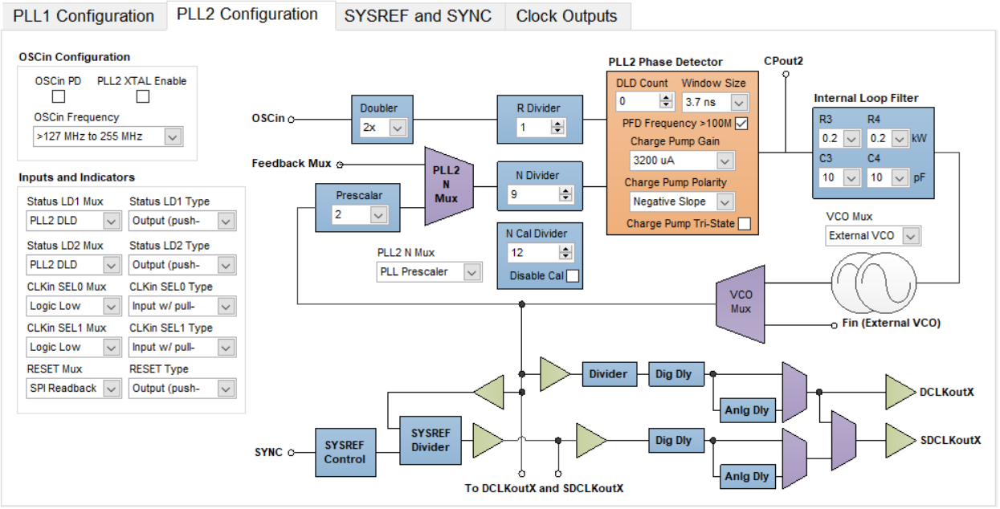 PLL1 Configuration
PLL2 Configuration
SYSREF and SYNC
Clock Outputs
OSCin Configuration
OSCin PD
PLL2 XTAL Enable
OSCin Frequency
>127 MHz to 255 MHz
Inputs and Indicators
Status LD1 Mux
Status LD1 Type
PLL2 DLD
Output (push-
Status LD2 Mux
Status LD2 Type
PLL2 DLD
Output (push-
CLKin SEL0 Mux
CLKin SEL0 Type
Logic Low
Input w/ pull-
CLKin SEL1 Mux
CLKin SEL1 Type
Logic Low
Input w/ pull-
RESET Mux
RESET Type
SPI Readback
Output (push-
OSCin
Doubler
2x
R Divider
1
Feedback Mux
Prescalar
2
PLL2
N
Mux
N Divider
9
N Cal Divider
12
Disable Cal
PLL2 N Mux
PLL Prescaler
PLL2 Phase Detector
DLD Count
Window Size
0
3.7 ns
PFD Frequency >100M
Charge Pump Gain
3200 uA
Charge Pump Polarity
Negative Slope
Charge Pump Tri-State
CPout2
Internal Loop Filter
R3
R4
0.2
0.2
kW
C3
C4
10
10
pF
VCO Mux
External VCO
VCO
Mux
Fin (External VCO)
Divider
Dig Dly
Anlg Dly
DCLKoutX
SYNC
SYSREF
Control
SYSREF
Divider
Dig Dly
Anlg Dly
SDCLKoutX
To DCLKoutX and SDCLKoutX